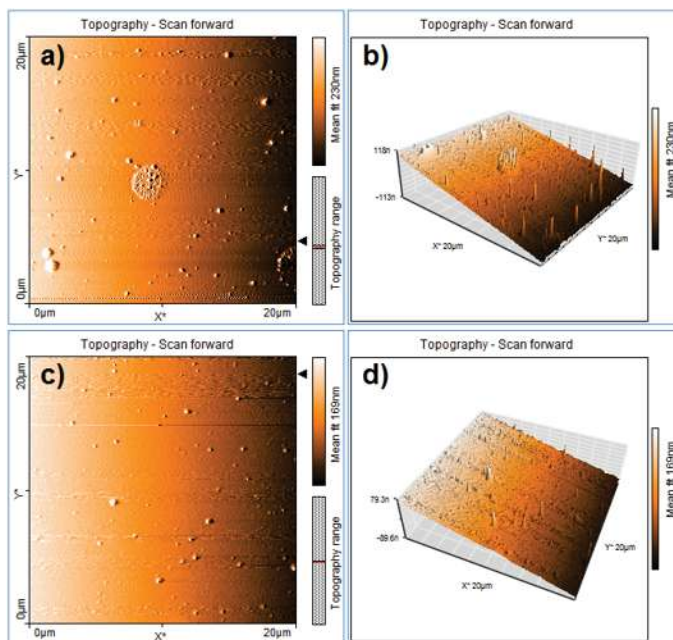 Topography - Scan forward
a)
20µm
Y*
0µm
0µm
X*
20µm
Mean fit 230nm
Topography range
Topography - Scan forward
b)
118n
-113n
X* 20µm
Y* 20µm
Mean fit 230nm
Topography - Scan forward
c)
20µm
Y*
0µm
0µm
X*
20µm
Mean fit 169nm
Topography range
Topography - Scan forward
d)
79.3n
-89.6n
X* 20µm
Y* 20µm
Mean fit 169nm